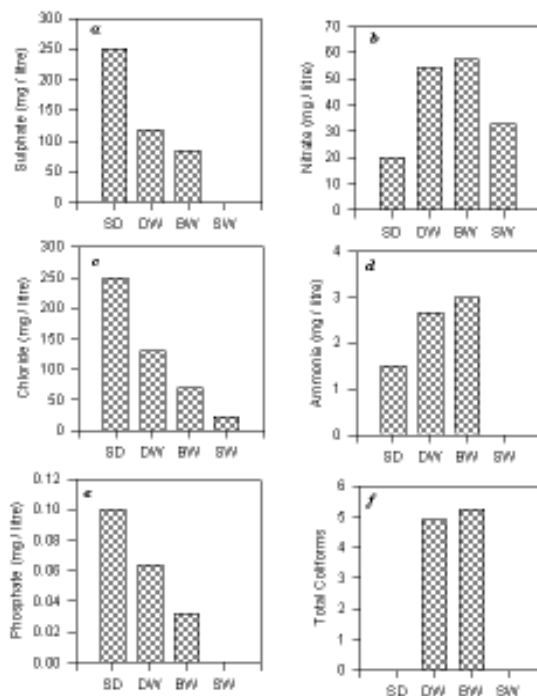 a
Sulphate (mg / litre)
300
250
200
150
100
50
0
SD DW BW SW
b
Nitrate (mg / litre)
70
60
50
40
30
20
10
0
SD DW BW SW
c
Chloride (mg / litre)
300
250
200
150
100
50
0
SD DW BW SW
d
Ammonia (mg / litre)
4
3
2
1
0
SD DW BW SW
e
Phosphate (mg / litre)
0.12
0.10
0.08
0.06
0.04
0.02
0.00
SD DW BW SW
f
Total Coliforms
6
5
4
3
2
1
0
SD DW BW SW